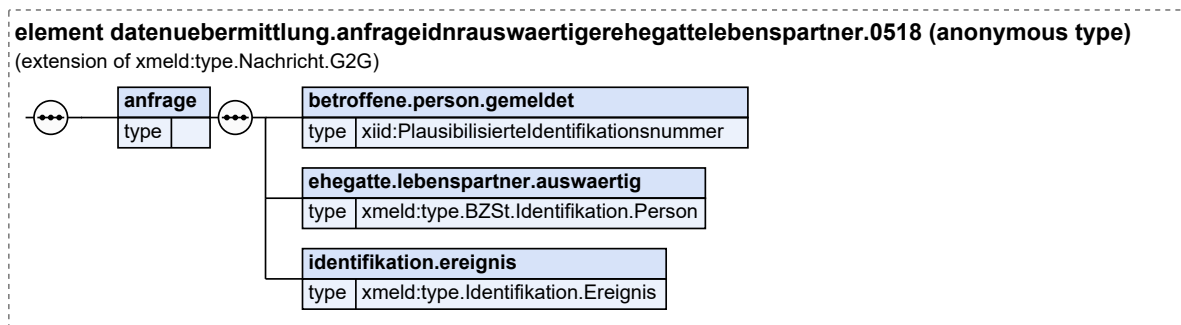 element datenuebermittlung.anfrageidnrauswaertigerehegattelebenspartner.0518 (anonymous type)
(extension of xmeld:type.Nachricht.G2G)
anfrage
type
betroffene.person.gemeldet
type xiid:PlausibilisierteIdentifikationsnummer
ehegatte.lebenspartner.auswaertig
type xmeld:type.BZSt.Identifikation.Person
identifikation.ereignis
type xmeld:type.Identifikation.Ereignis